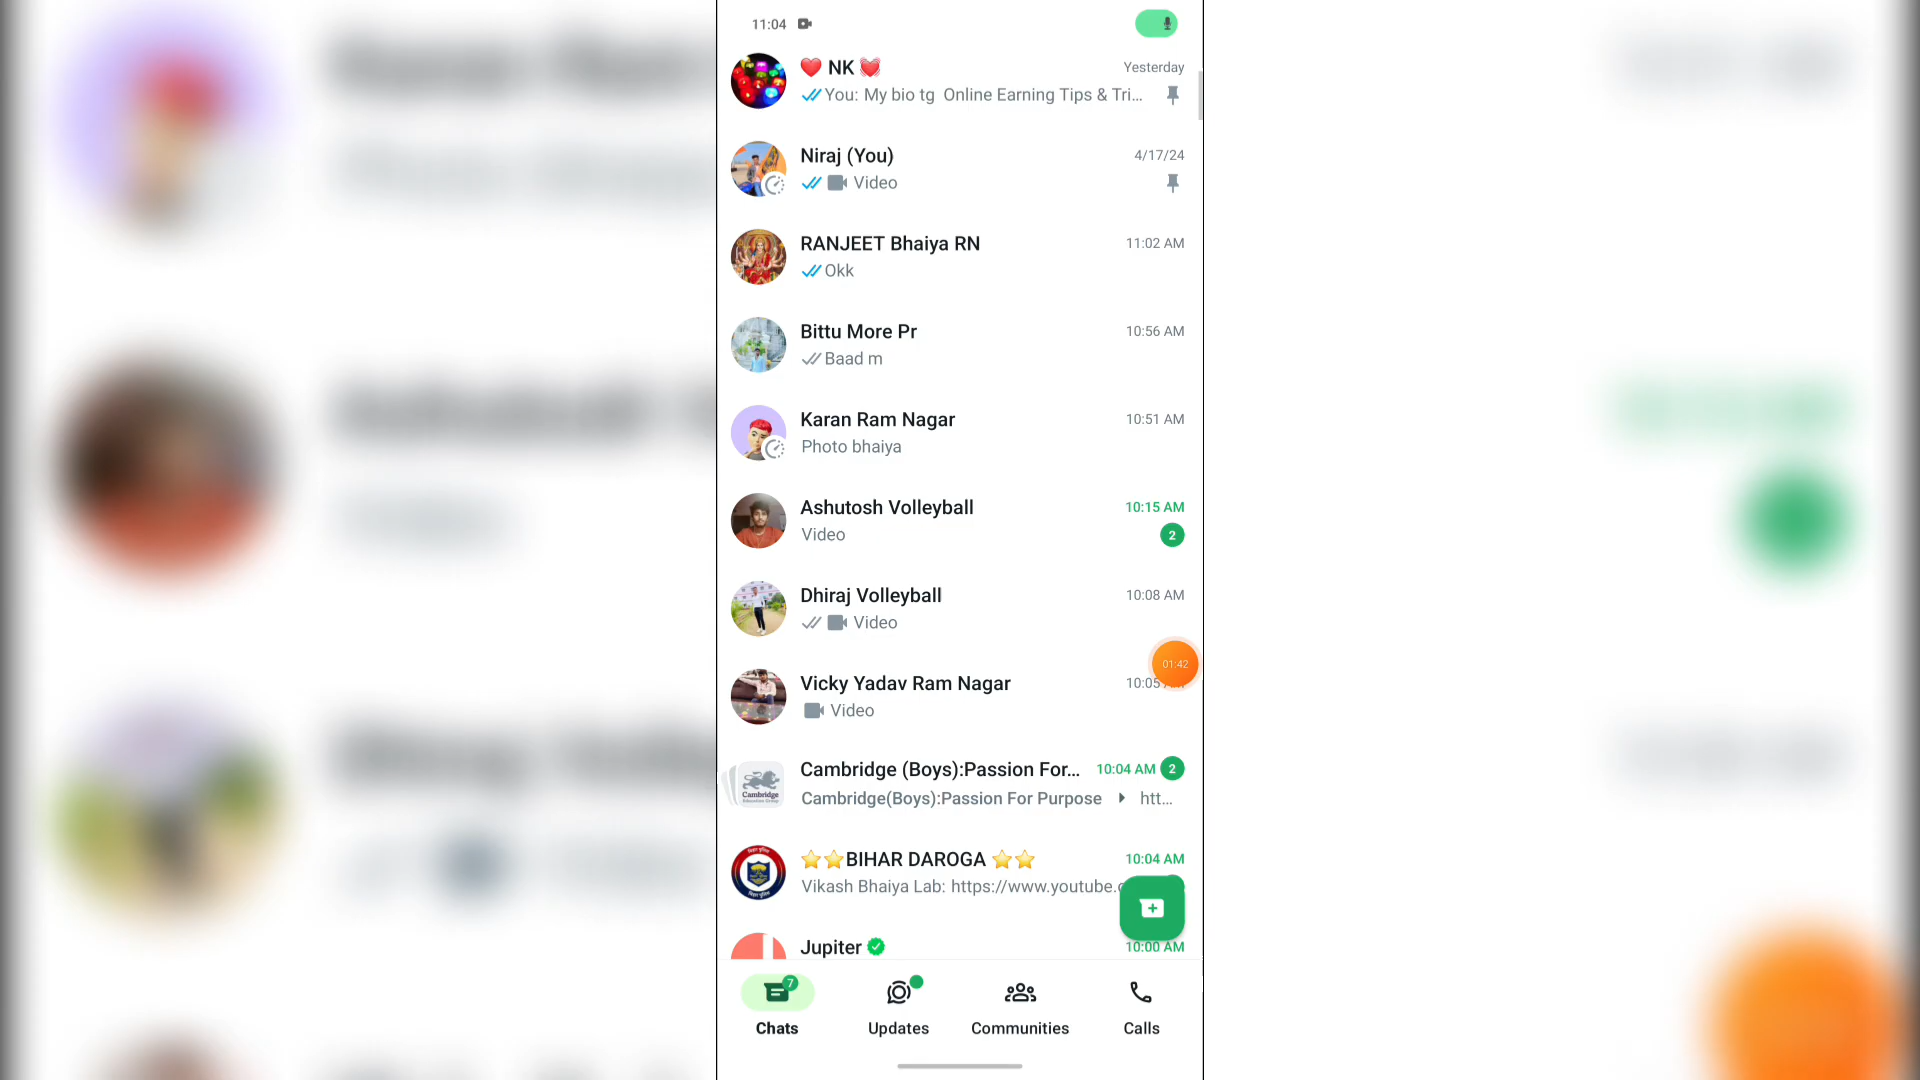 11:04
❤️ NK 💓 Yesterday
You: My bio tg Online Earning Tips & Tri...
Niraj (You) 4/17/24
Video
RANJEET Bhaiya RN 11:02 AM
Okk
Bittu More Pr 10:56 AM
Baad m
Karan Ram Nagar 10:51 AM
Photo bhaiya
Ashutosh Volleyball 10:15 AM
Video 2
Dhiraj Volleyball 10:08 AM
Video
01:42
Vicky Yadav Ram Nagar 10:05
Video
Cambridge (Boys):Passion For... 10:04 AM 2
Cambridge
Cambridge(Boys):Passion For Purpose htt...
⭐⭐BIHAR DAROGA ⭐⭐ 10:04 AM
Vikash Bhaiya Lab: https://www.youtube.
Jupiter 10:00 AM
7
Chats Updates Communities Calls